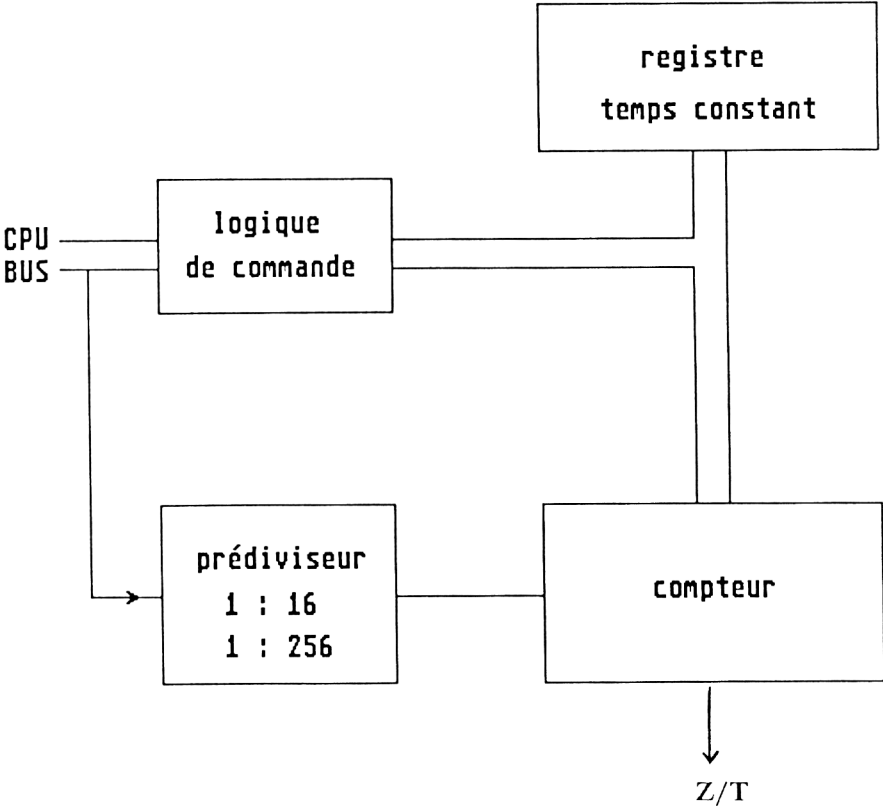 registre
temps constant
logique
de commande
CPU
BUS
prédiviseur
1 : 16
1 : 256
compteur
Z/T